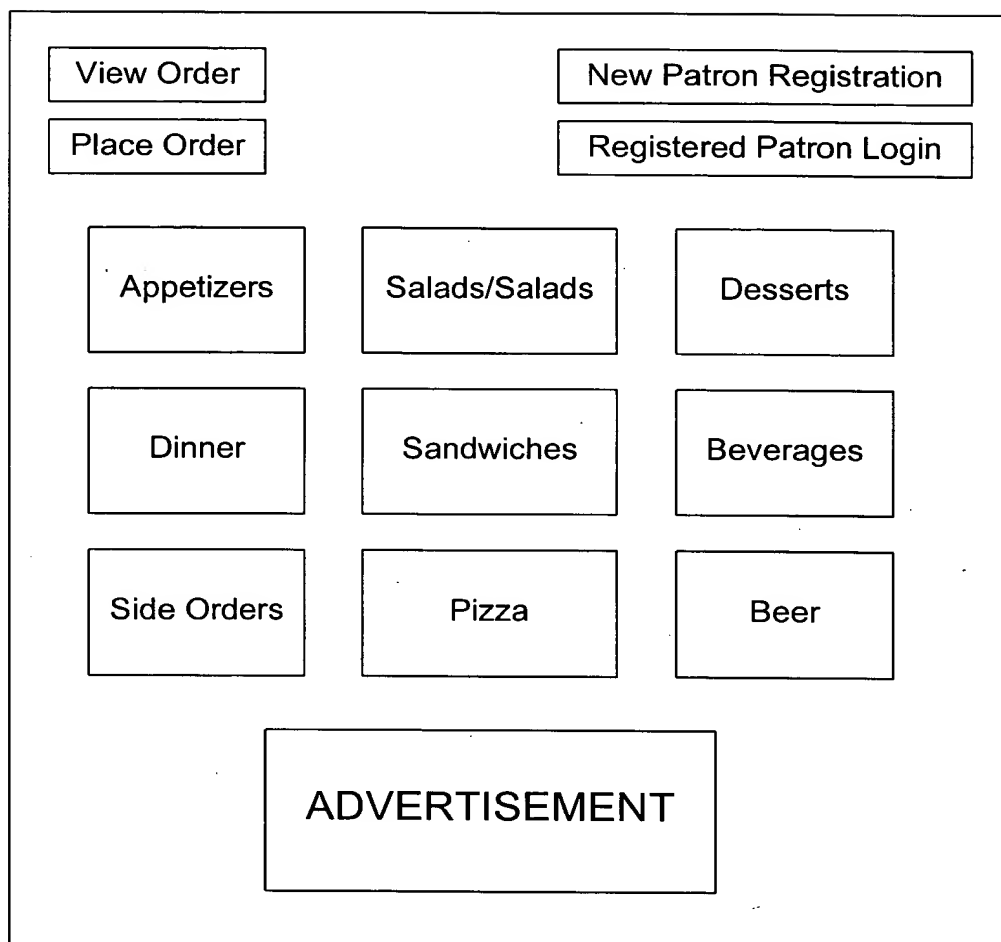 View Order
New Patron Registration
Place Order
Registered Patron Login
Appetizers
Salads/Salads
Desserts
Dinner
Sandwiches
Beverages
Side Orders
Pizza
Beer
ADVERTISEMENT